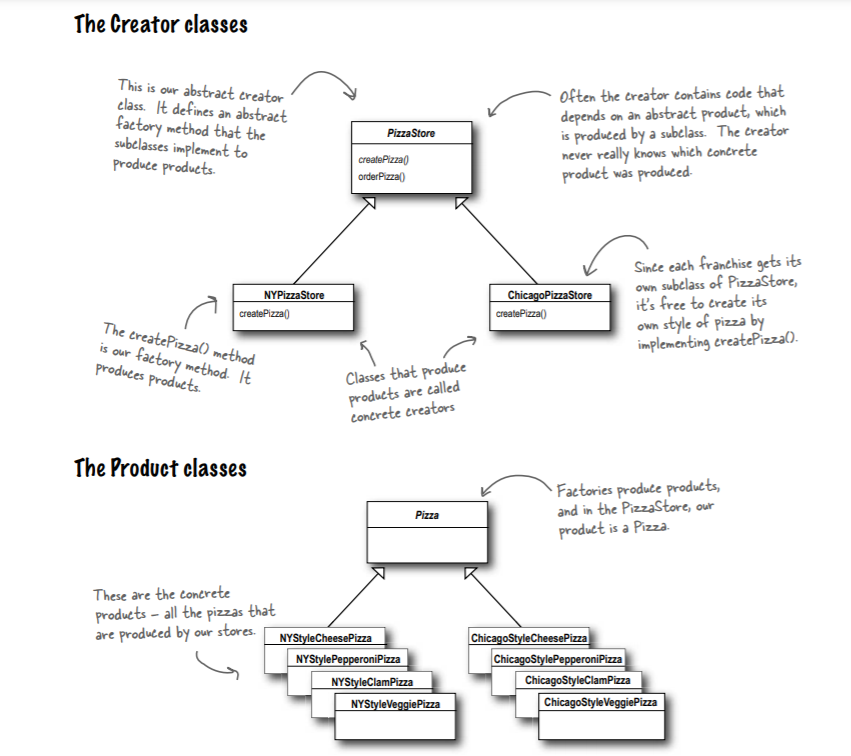 The Creator classes
This is our abstract creator
class. It defines an abstract
factory method that the
subclasses implement to
produce products.
Often the creator contains code that
depends on an abstract product, which
is produced by a subclass. The creator
never really knows which concrete
product was produced.
PizzaStore
createPizza()
orderPizza()
NYPizzaStore
createPizza()
ChicagoPizzaStore
createPizza()
Since each franchise gets its
own subclass of PizzaStore,
it's free to create its
own style of pizza by
implementing createPizza().
The createPizza() method
is our factory method. It
produces products.
Classes that produce
products are called
concrete creators
The Product classes
Factories produce products,
and in the PizzaStore, our
product is a Pizza.
Pizza
These are the concrete
products - all the pizzas that
are produced by our stores.
NYStyleCheesePizza
NYStylePepperoniPizza
NYStyleClamPizza
NYStyleVeggiePizza
ChicagoStyleCheesePizza
ChicagoStylePepperoniPizza
ChicagoStyleClamPizza
ChicagoStyleVeggiePizza